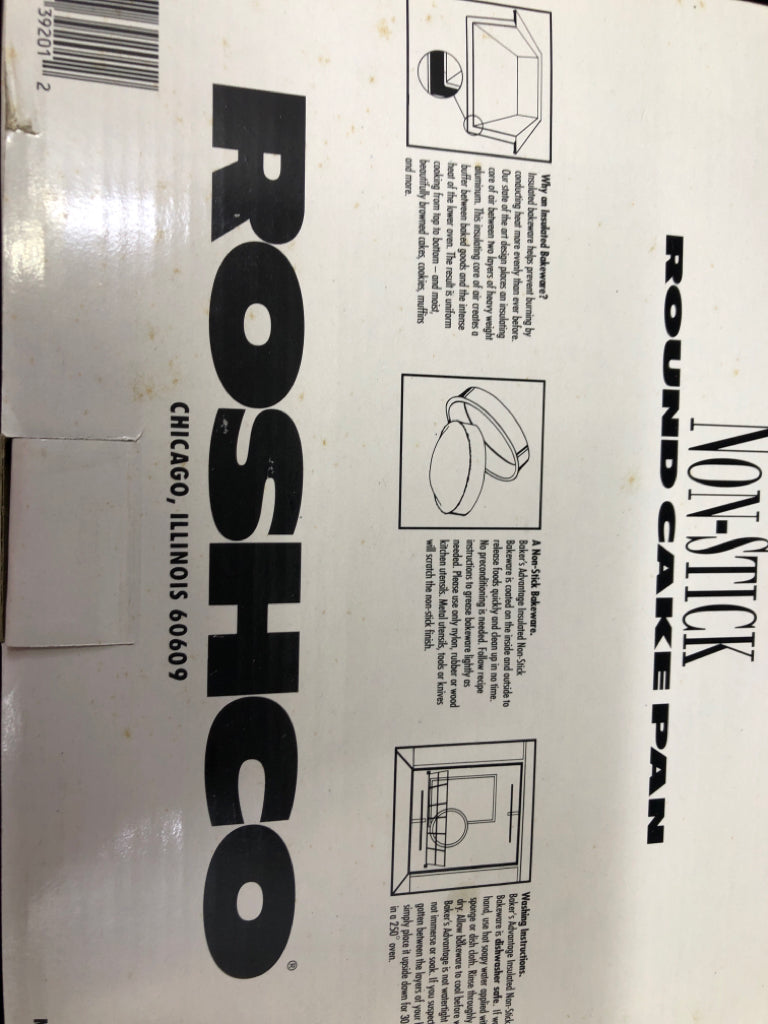 NON-STICK
ROUND CAKE PAN
Why an Insulated Bakeware?
Insulated bakeware helps prevent burning by
conducting heat more evenly than ever before.
Our state of the art design places an insulating
core of air between two layers of heavy weight
aluminum. This insulating core of air creates a
buffer between baked goods and the intense
heat of the lower oven. The result is uniform
cooking from top to bottom – and moist,
beautifully browned cakes, cookies, muffins
and more.
A Non-Stick Bakeware.
Baker's Advantage Insulated Non-Stick
Bakeware is coated on the inside and outside to
release foods quickly and clean up in no time.
No preconditioning is needed. Follow recipe
instructions to grease bakeware lightly as
needed. Please use only nylon, rubber or wood
kitchen utensils. Metal utensils, tools or knives
will scratch the non-stick finish.
Washing Instructions.
Baker's Advantage Insulated Non-Stick
Bakeware is dishwasher safe. If
hand, use hot soapy water applied
sponge or dish cloth. Rinse throughly
dry. Allow bakeware to cool before
Baker's Advantage is not watertight
not immerse or soak. If you suspect
gotten between the layers of your
simply place it upside down for 30
in a 250° oven.
ROSHCO®
CHICAGO, ILLINOIS 60609
39201 2